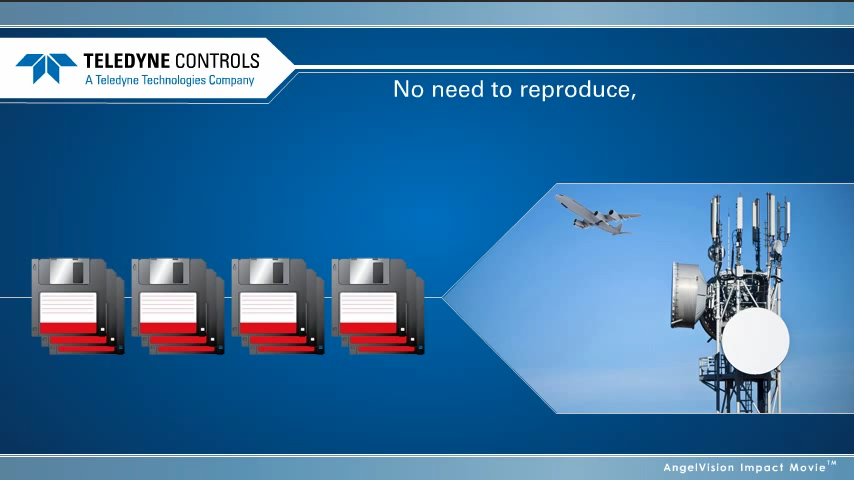 TELEDYNE CONTROLS
A Teledyne Technologies Company
No need to reproduce,
AngelVision Impact Movie™